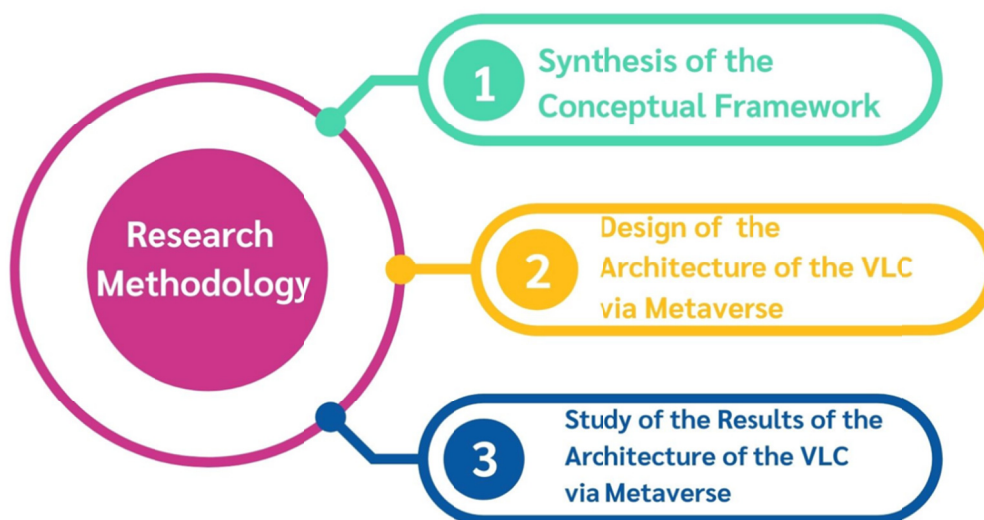 Research
Methodology
1
Synthesis of the
Conceptual Framework
2
Design of the
Architecture of the VLC
via Metaverse
3
Study of the Results of the
Architecture of the VLC
via Metaverse